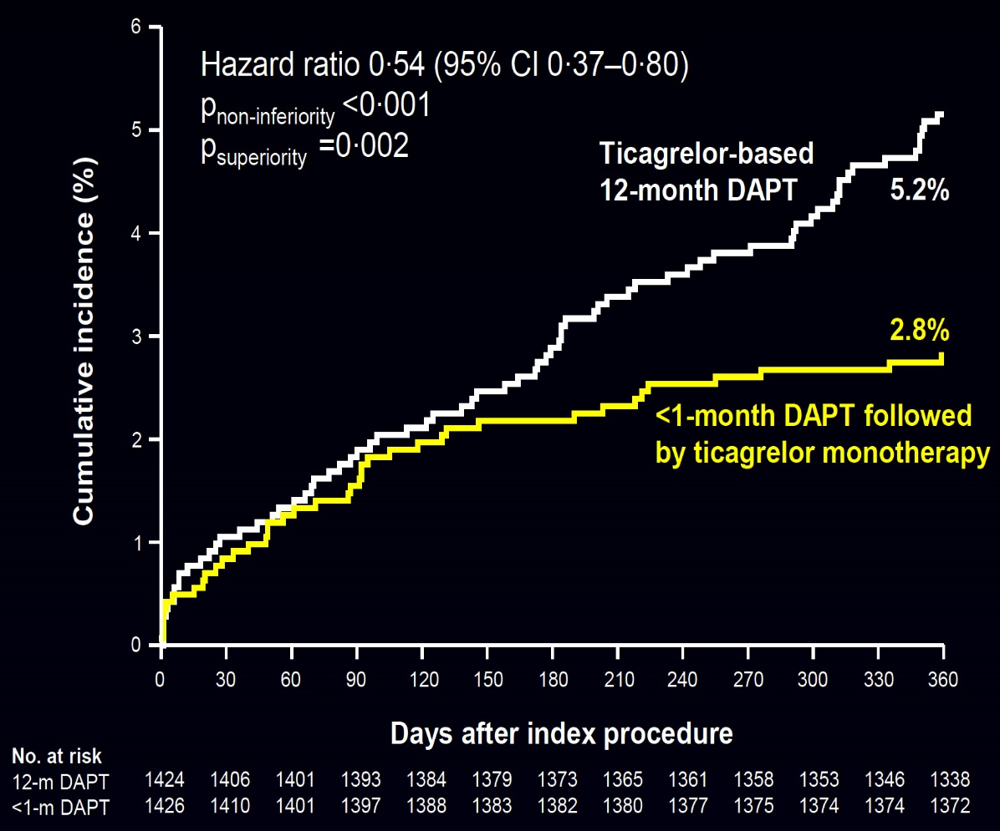 6
Hazard ratio 0·54 (95% CI 0·37–0·80)
pnon-inferiority <0·001
psuperiority =0·002
5
Ticagrelor-based
12-month DAPT
5.2%
4
3
2.8%
2
<1-month DAPT followed
by ticagrelor monotherapy
1
0
Cumulative incidence (%)
0 30 60 90 120 150 180 210 240 270 300 330 360
Days after index procedure
No. at risk
12-m DAPT 1424 1406 1401 1393 1384 1379 1373 1365 1361 1358 1353 1346 1338
<1-m DAPT 1426 1410 1401 1397 1388 1383 1382 1380 1377 1375 1374 1374 1372